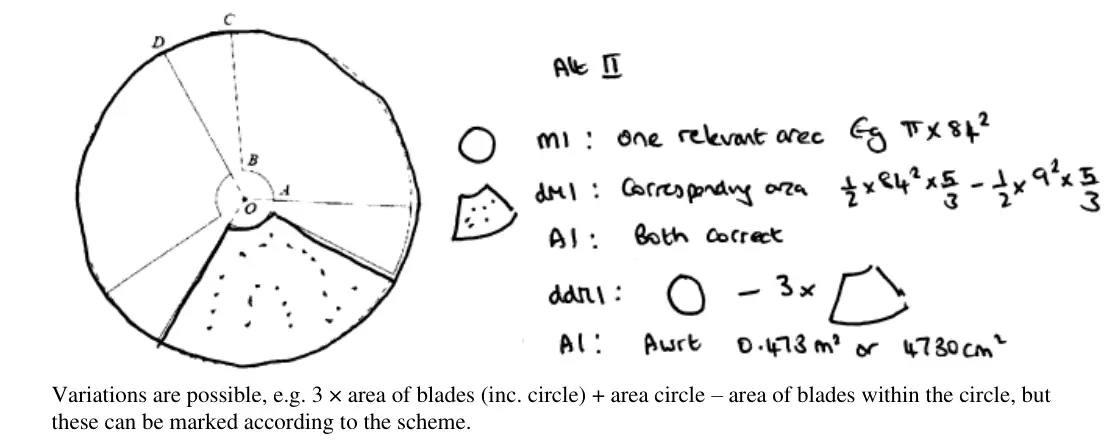 C
D
B
A
O
Alt II
M1 : One relevant area Eg π × 84²
dM1 : Corresponding area ½ × 84² × 5/3 − ½ × 9² × 5/3
A1 : Both correct
ddM1 : − 3 ×
A1 : Awrt 0.473 m² or 4730 cm²
Variations are possible, e.g. 3 × area of blades (inc. circle) + area circle – area of blades within the circle, but
these can be marked according to the scheme.